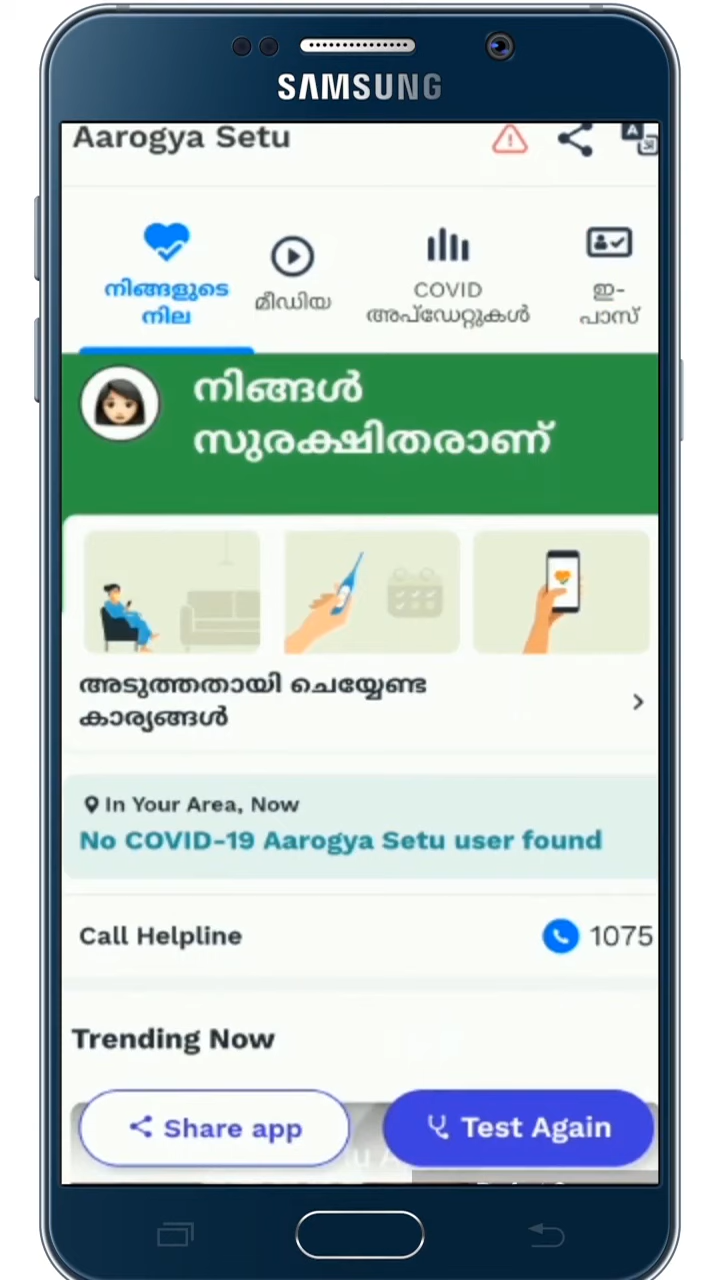 SAMSUNG
Aarogya Setu
നിങ്ങളുടെ
നില
മീഡിയ
COVID
അപ്ഡേറ്റുകൾ
ഇ-
പാസ്
നിങ്ങൾ
സുരക്ഷിതരാണ്
അടുത്തതായി ചെയ്യേണ്ട
കാര്യങ്ങൾ
In Your Area, Now
No COVID-19 Aarogya Setu user found
Call Helpline
1075
Trending Now
Share app
Test Again